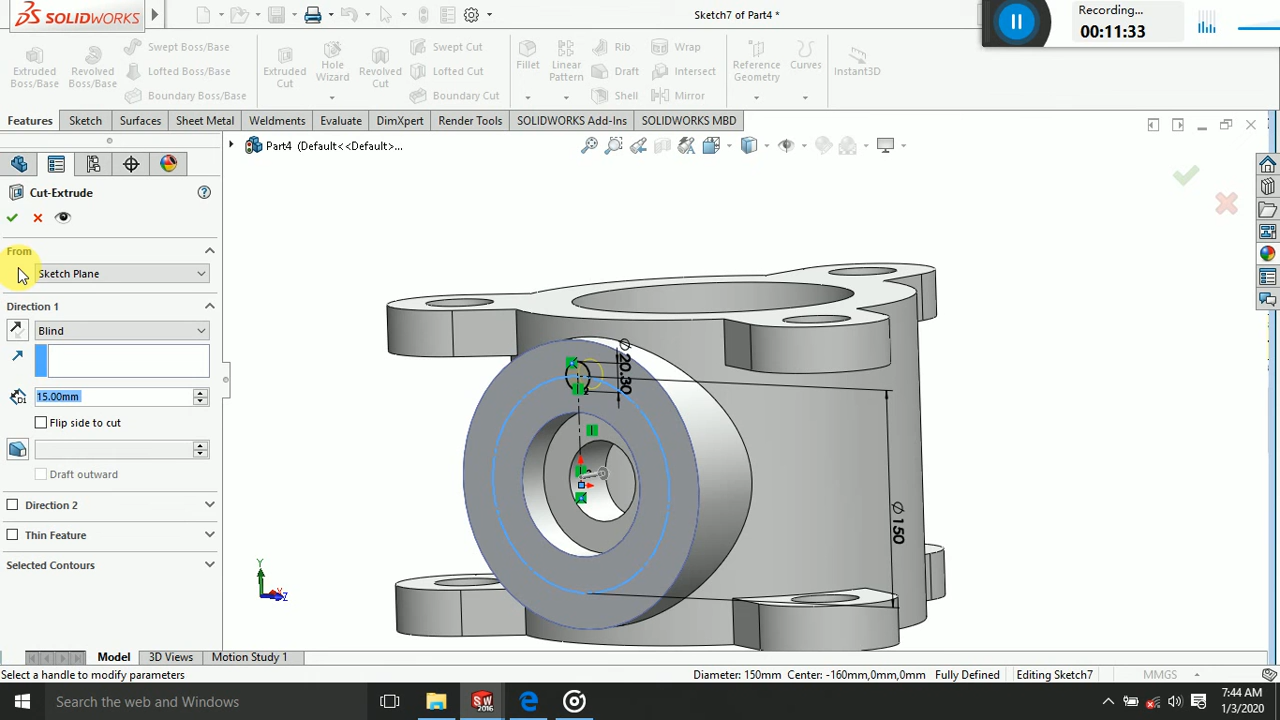 SOLIDWORKS
Sketch7 of Part4 *
Recording...
00:11:33
Extruded Boss/Base
Revolved Boss/Base
Swept Boss/Base
Lofted Boss/Base
Boundary Boss/Base
Extruded Cut
Hole Wizard
Revolved Cut
Swept Cut
Lofted Cut
Boundary Cut
Fillet
Linear Pattern
Rib
Draft
Shell
Wrap
Intersect
Mirror
Reference Geometry
Curves
Instant3D
Features Sketch Surfaces Sheet Metal Weldments Evaluate DimXpert Render Tools SOLIDWORKS Add-Ins SOLIDWORKS MBD
Part4 (Default<<Default>...
Cut-Extrude
From
Sketch Plane
Direction 1
Blind
15.00mm
Flip side to cut
Draft outward
Direction 2
Thin Feature
Selected Contours
∅20.30
∅150
Y
Z
Model 3D Views Motion Study 1
Select a handle to modify parameters
Diameter: 150mm Center: -160mm,0mm,0mm Fully Defined Editing Sketch7 MMGS
Search the web and Windows
SW
2016
7:44 AM
1/3/2020